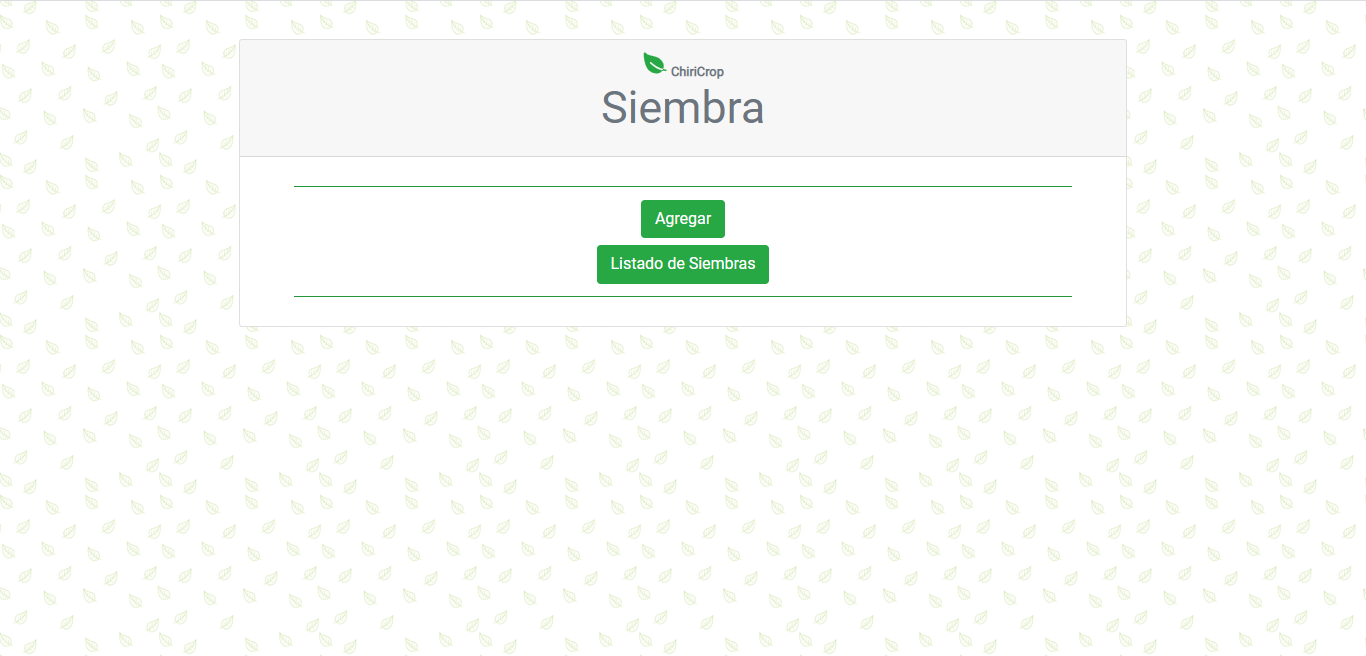 ChiriCrop
Siembra
Agregar
Listado de Siembras